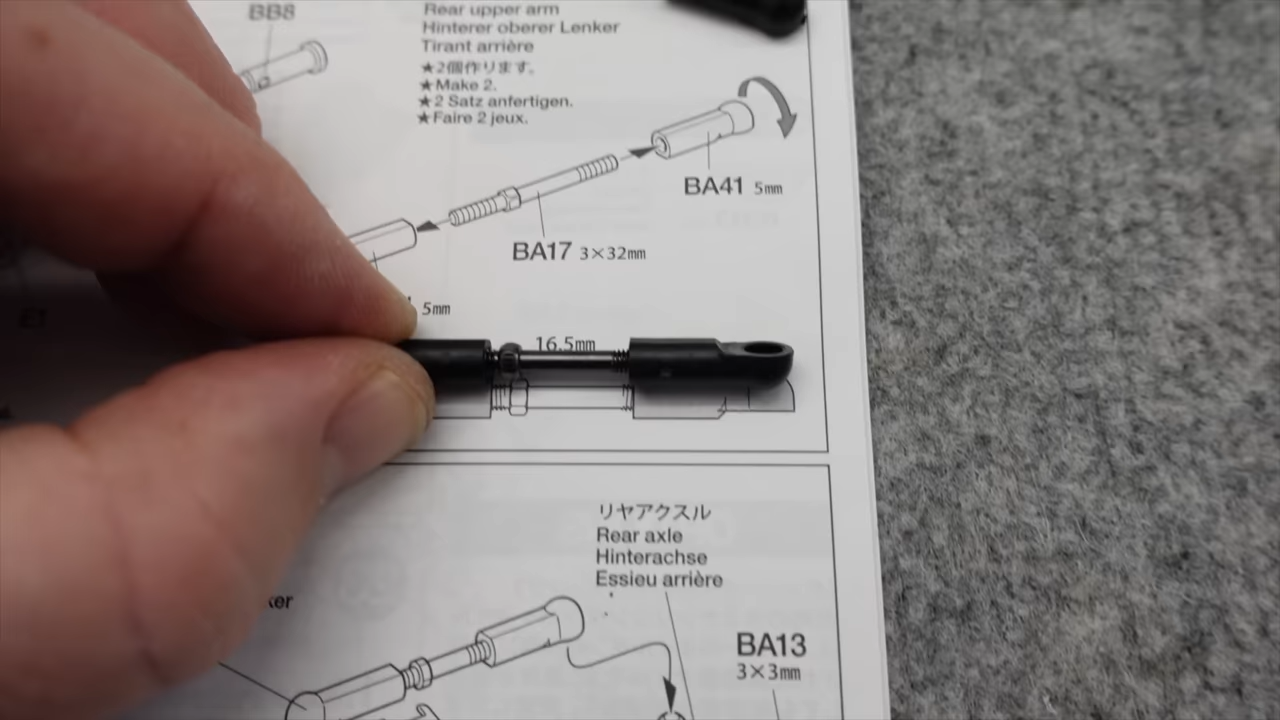 BB8
Rear upper arm
Hinterer oberer Lenker
Tirant arrière
★2個作ります。
★Make 2.
★2 Satz anfertigen.
★Faire 2 jeux.
BA41 5mm
BA17 3×32mm
5mm
16.5mm
リヤアクスル
Rear axle
Hinterachse
Essieu arrière
BA13
3×3mm